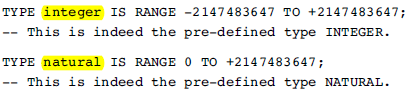 TYPE integer IS RANGE -2147483647 TO +2147483647;
-- This is indeed the pre-defined type INTEGER.
TYPE natural IS RANGE 0 TO +2147483647;
-- This is indeed the pre-defined type NATURAL.